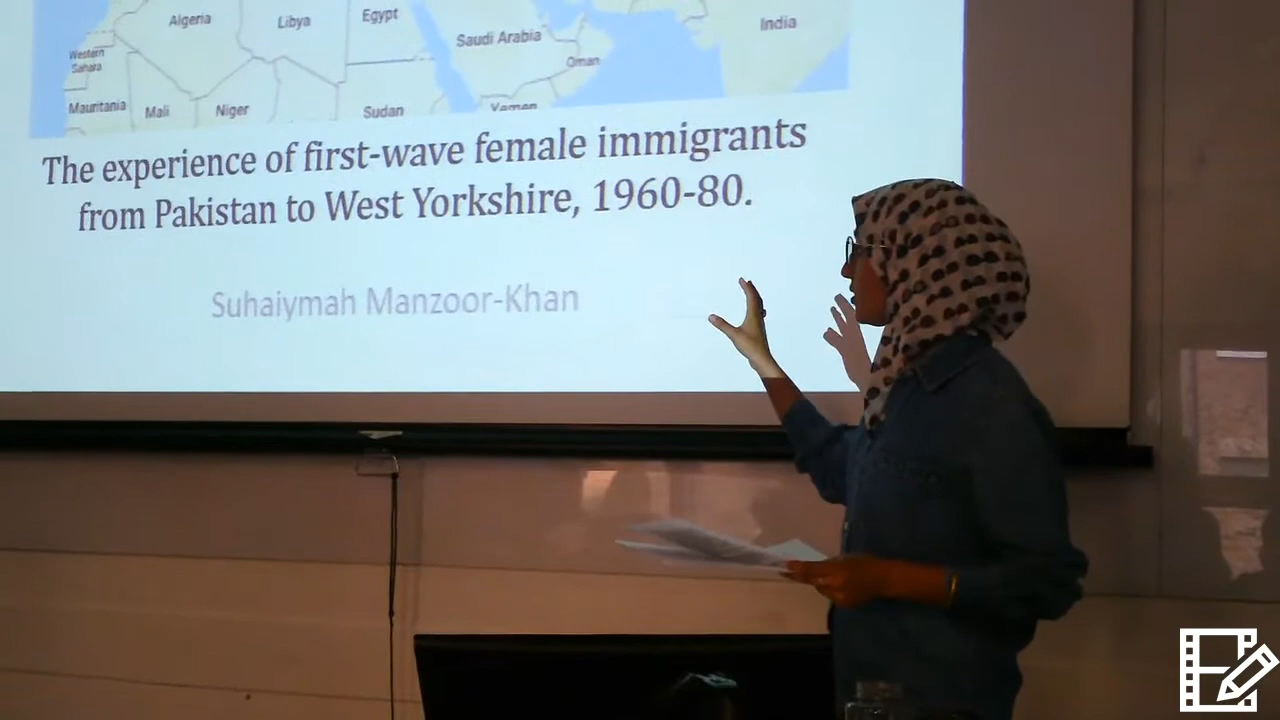 Algeria
Libya
Egypt
Saudi Arabia
India
Western
Sahara
Oman
Mauritania
Mali
Niger
Sudan
Yemen
The experience of first-wave female immigrants
from Pakistan to West Yorkshire, 1960-80.
Suhaiymah Manzoor-Khan